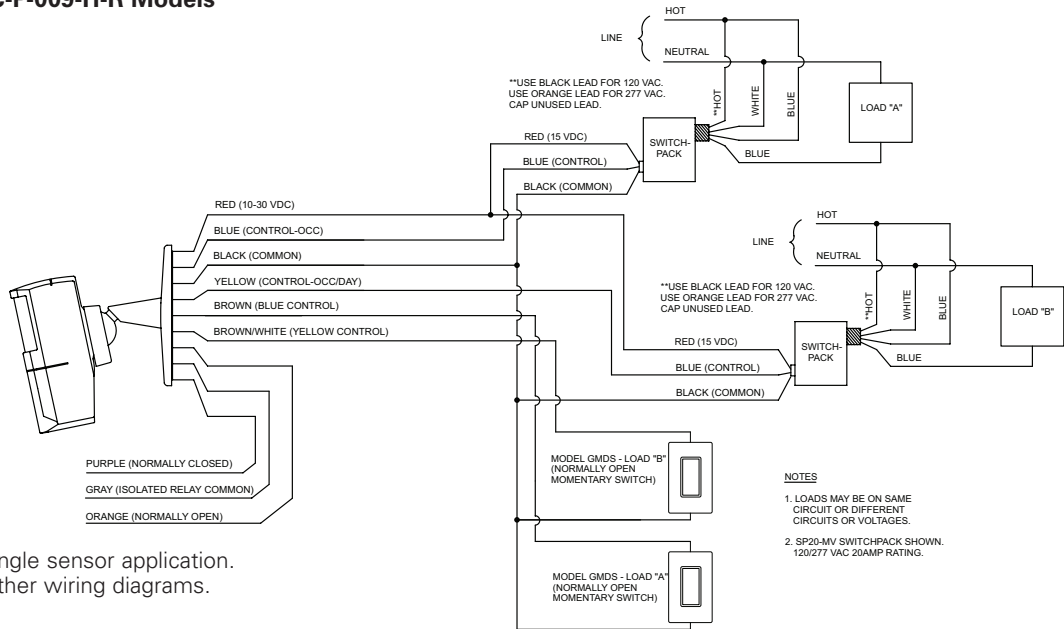 C-P-009-H-R Models
HOT
LINE
NEUTRAL
**USE BLACK LEAD FOR 120 VAC.
USE ORANGE LEAD FOR 277 VAC.
CAP UNUSED LEAD.
**HOT
WHITE
BLUE
LOAD "A"
RED (15 VDC)
SWITCH-
PACK
BLUE
BLUE (CONTROL)
BLACK (COMMON)
RED (10-30 VDC)
BLUE (CONTROL-OCC)
BLACK (COMMON)
YELLOW (CONTROL-OCC/DAY)
BROWN (BLUE CONTROL)
BROWN/WHITE (YELLOW CONTROL)
HOT
LINE
NEUTRAL
**USE BLACK LEAD FOR 120 VAC.
USE ORANGE LEAD FOR 277 VAC.
CAP UNUSED LEAD.
**HOT
WHITE
BLUE
LOAD "B"
RED (15 VDC)
SWITCH-
PACK
BLUE
BLUE (CONTROL)
BLACK (COMMON)
PURPLE (NORMALLY CLOSED)
GRAY (ISOLATED RELAY COMMON)
ORANGE (NORMALLY OPEN)
MODEL GMDS - LOAD "B"
(NORMALLY OPEN
MOMENTARY SWITCH)
MODEL GMDS - LOAD "A"
(NORMALLY OPEN
MOMENTARY SWITCH)
NOTES
1. LOADS MAY BE ON SAME
CIRCUIT OR DIFFERENT
CIRCUITS OR VOLTAGES.
2. SP20-MV SWITCHPACK SHOWN.
120/277 VAC 20AMP RATING.
ngle sensor application.
ther wiring diagrams.